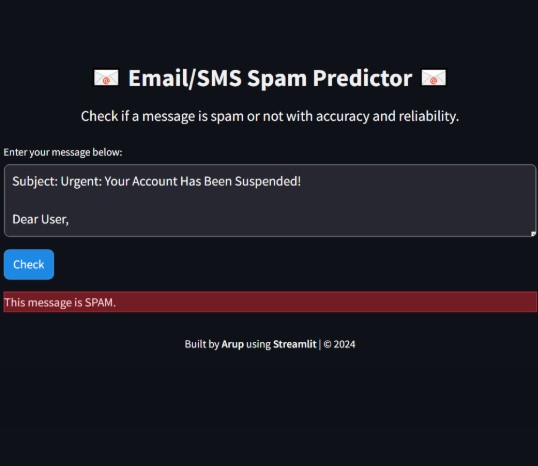 📧 Email/SMS Spam Predictor 📧
Check if a message is spam or not with accuracy and reliability.
Enter your message below:
Subject: Urgent: Your Account Has Been Suspended!
Dear User,
Check
This message is SPAM.
Built by Arup using Streamlit | © 2024